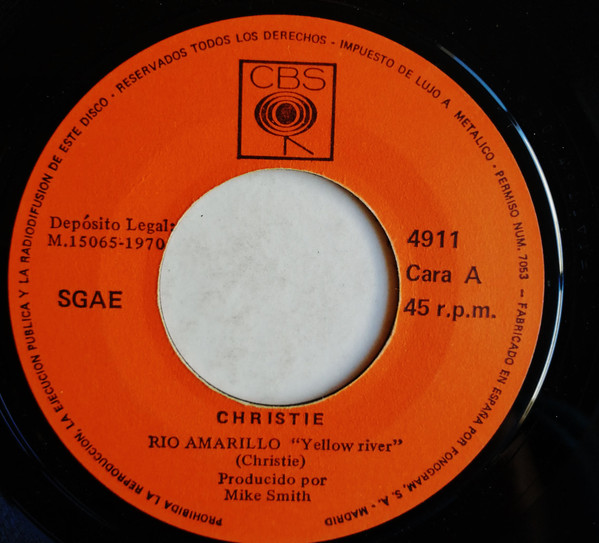 PROHIBIDA LA REPRODUCCION, LA EJECUCION PUBLICA Y LA RADIODIFUSION DE ESTE DISCO · RESERVADOS TODOS LOS DERECHOS - IMPUESTO DE LUJO A METALICO · PERMISO NUM. 7053 - FABRICADO EN ESPAÑA POR FONOGRAM, S. A. - MADRID
CBS
Depósito Legal:
M.15065-1970
SGAE
4911
Cara A
45 r.p.m.
CHRISTIE
RIO AMARILLO "Yellow river"
(Christie)
Producido por
Mike Smith